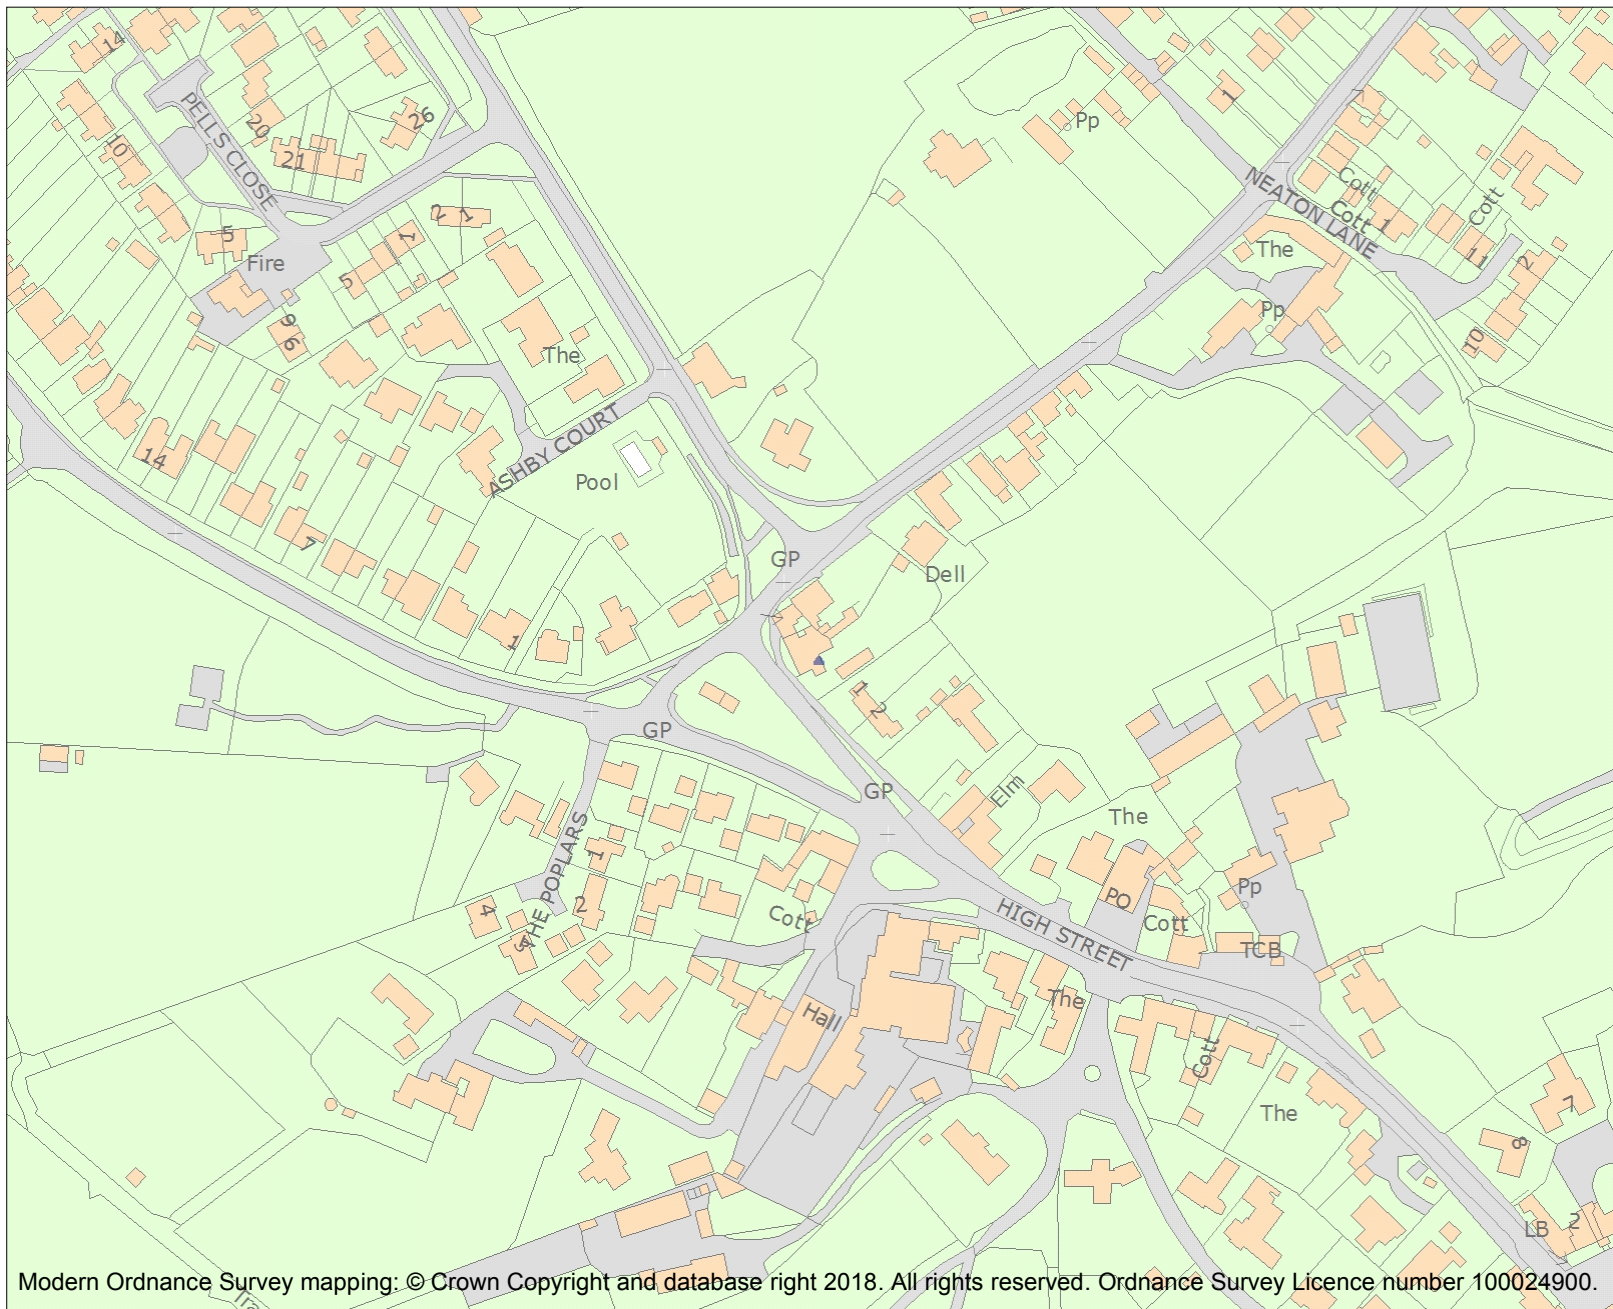 14
PELLS CLOSE
20
26
10
21
5
Fire
2 1
1
5
9
6
The
ASHBY COURT
Pool
14
7
1
Pp
1
7
NEATON LANE
Cott
Cott 1
Cott
11
2
10
The
Pp
GP
Dell
1
2
GP
GP
Elm
The
PO
Cott
Pp
TCB
HIGH STREET
THE POPLARS
1
2
4
3
Cott
Hall
The
Cott
The
7
8
LB
2
Modern Ordnance Survey mapping: © Crown Copyright and database right 2018. All rights reserved. Ordnance Survey Licence number 100024900.